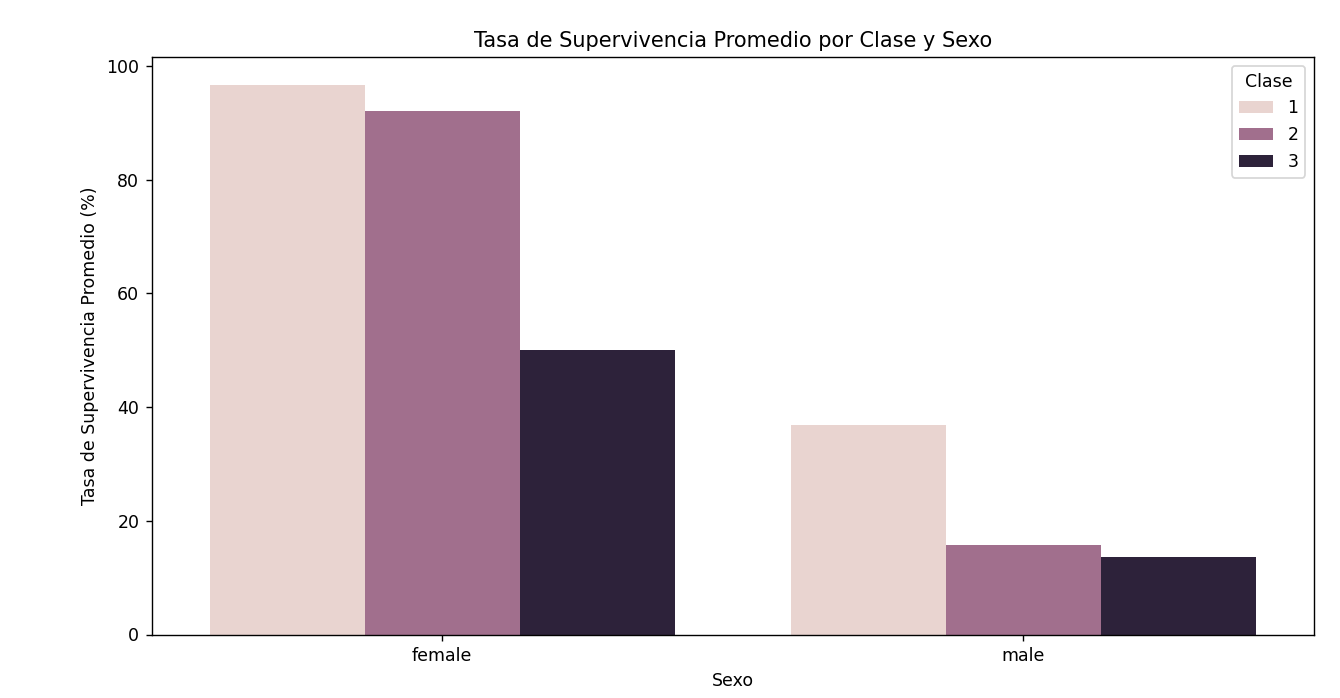 Tasa de Supervivencia Promedio por Clase y Sexo
Tasa de Supervivencia Promedio (%)
100
80
60
40
20
0
Clase
1
2
3
female
male
Sexo